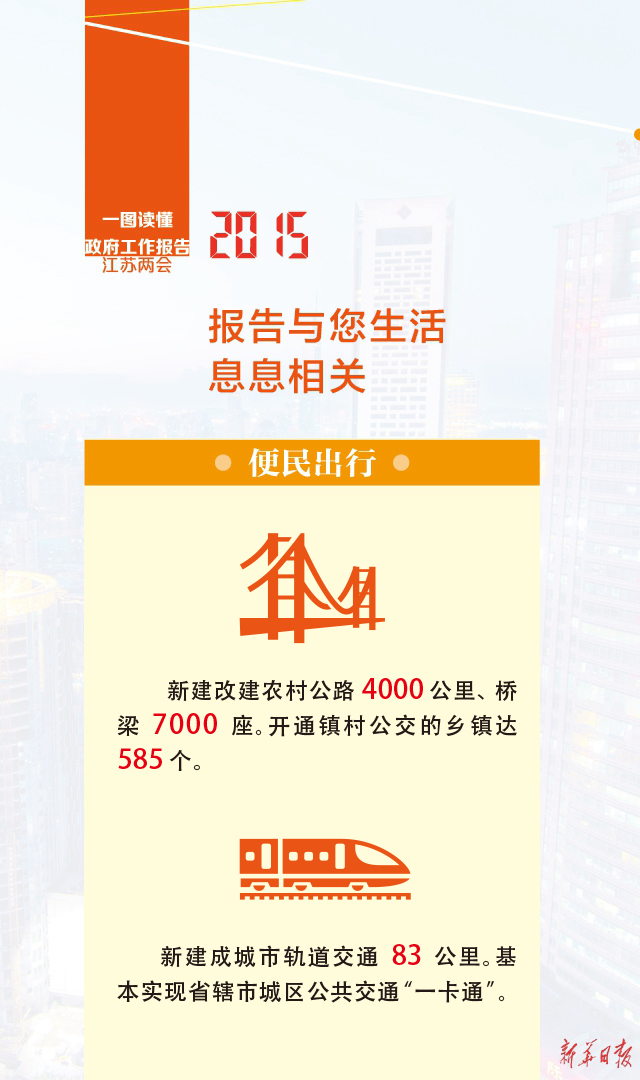 一图读懂
政府工作报告
江苏两会
2015
报告与您生活
息息相关
便民出行
新建改建农村公路 4000 公里、桥
梁 7000 座。开通镇村公交的乡镇达
585 个。
新建成城市轨道交通 83 公里。基
本实现省辖市城区公共交通“一卡通”。
新华日报